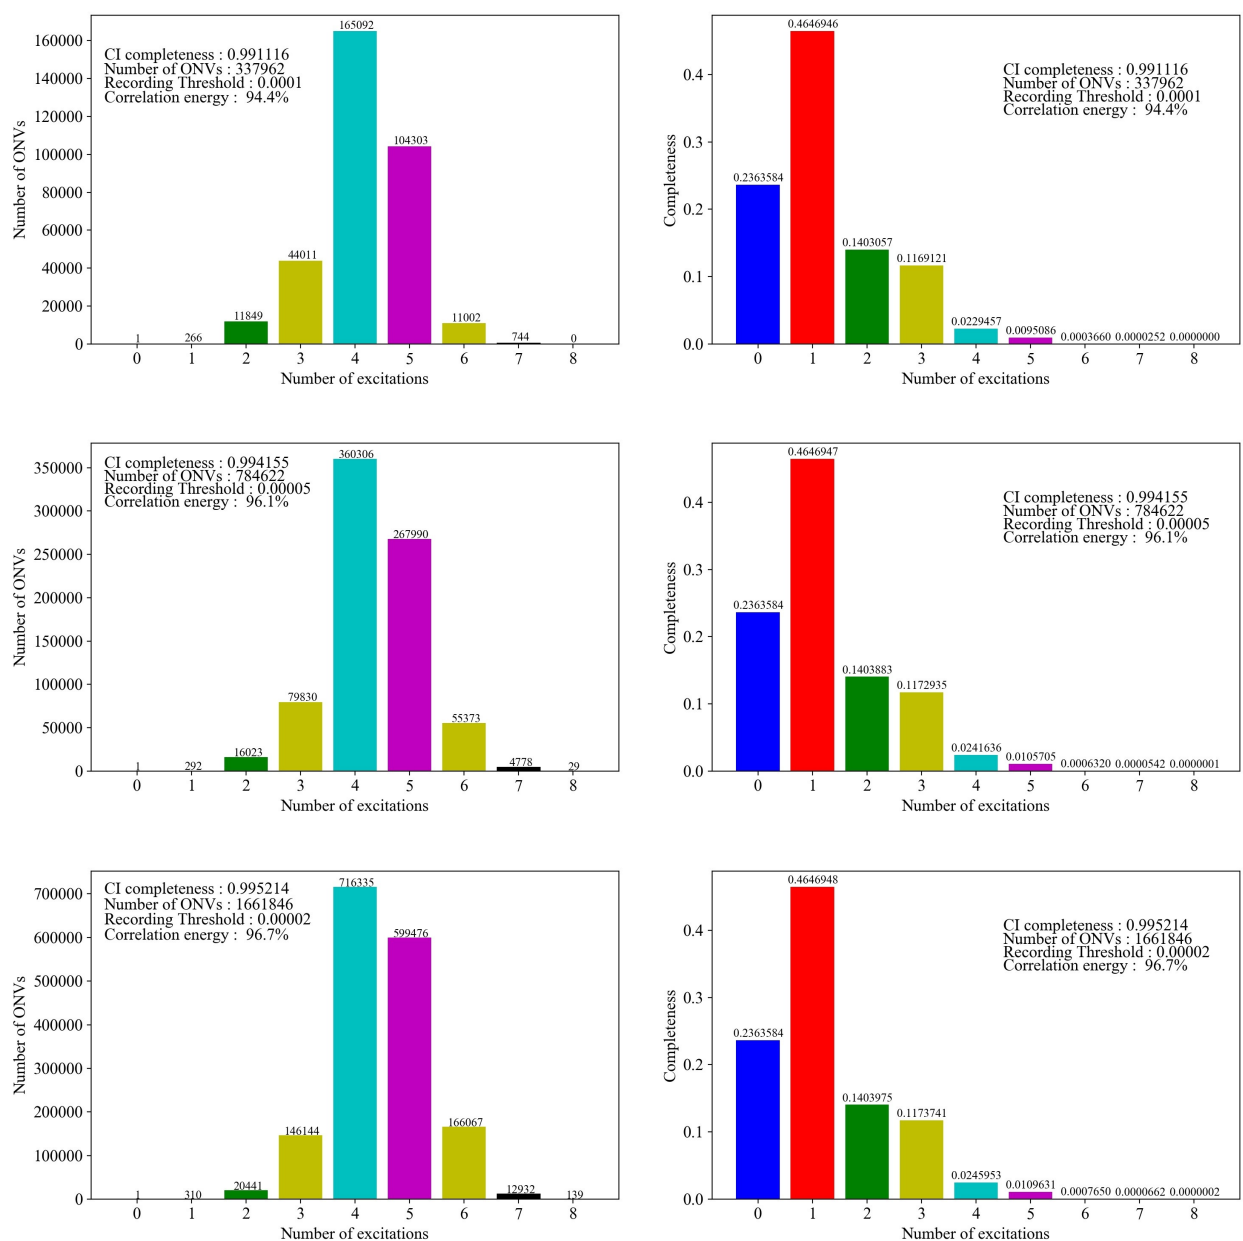 165092
160000
CI completeness : 0.991116
Number of ONVs : 337962
Recording Threshold : 0.0001
Correlation energy :  94.4%
140000
120000
104303
100000
80000
60000
44011
40000
20000
11849
11002
1
266
744
0
0
0 1 2 3 4 5 6 7 8
Number of excitations
Number of ONVs
0.4646946
CI completeness : 0.991116
Number of ONVs : 337962
Recording Threshold : 0.0001
Correlation energy :  94.4%
0.4
0.3
0.2363584
0.2
0.1403057
0.1169121
0.1
0.0229457
0.0095086
0.0003660 0.0000252 0.0000000
0.0
0 1 2 3 4 5 6 7 8
Number of excitations
Completeness
360306
CI completeness : 0.994155
Number of ONVs : 784622
Recording Threshold : 0.00005
Correlation energy :  96.1%
350000
300000
267990
250000
200000
150000
100000
79830
55373
50000
16023
4778
1
292
29
0
0 1 2 3 4 5 6 7 8
Number of excitations
Number of ONVs
0.4646947
CI completeness : 0.994155
Number of ONVs : 784622
Recording Threshold : 0.00005
Correlation energy :  96.1%
0.4
0.3
0.2363584
0.2
0.1403883
0.1172935
0.1
0.0241636
0.0105705
0.0006320 0.0000542 0.0000001
0.0
0 1 2 3 4 5 6 7 8
Number of excitations
Completeness
716335
CI completeness : 0.995214
Number of ONVs : 1661846
Recording Threshold : 0.00002
Correlation energy :  96.7%
700000
600000
599476
500000
400000
300000
200000
166067
146144
100000
20441
12932
1
310
139
0
0 1 2 3 4 5 6 7 8
Number of excitations
Number of ONVs
0.4646948
CI completeness : 0.995214
Number of ONVs : 1661846
Recording Threshold : 0.00002
Correlation energy :  96.7%
0.4
0.3
0.2363584
0.2
0.1403975
0.1173741
0.1
0.0245953
0.0109631
0.0007650 0.0000662 0.0000002
0.0
0 1 2 3 4 5 6 7 8
Number of excitations
Completeness